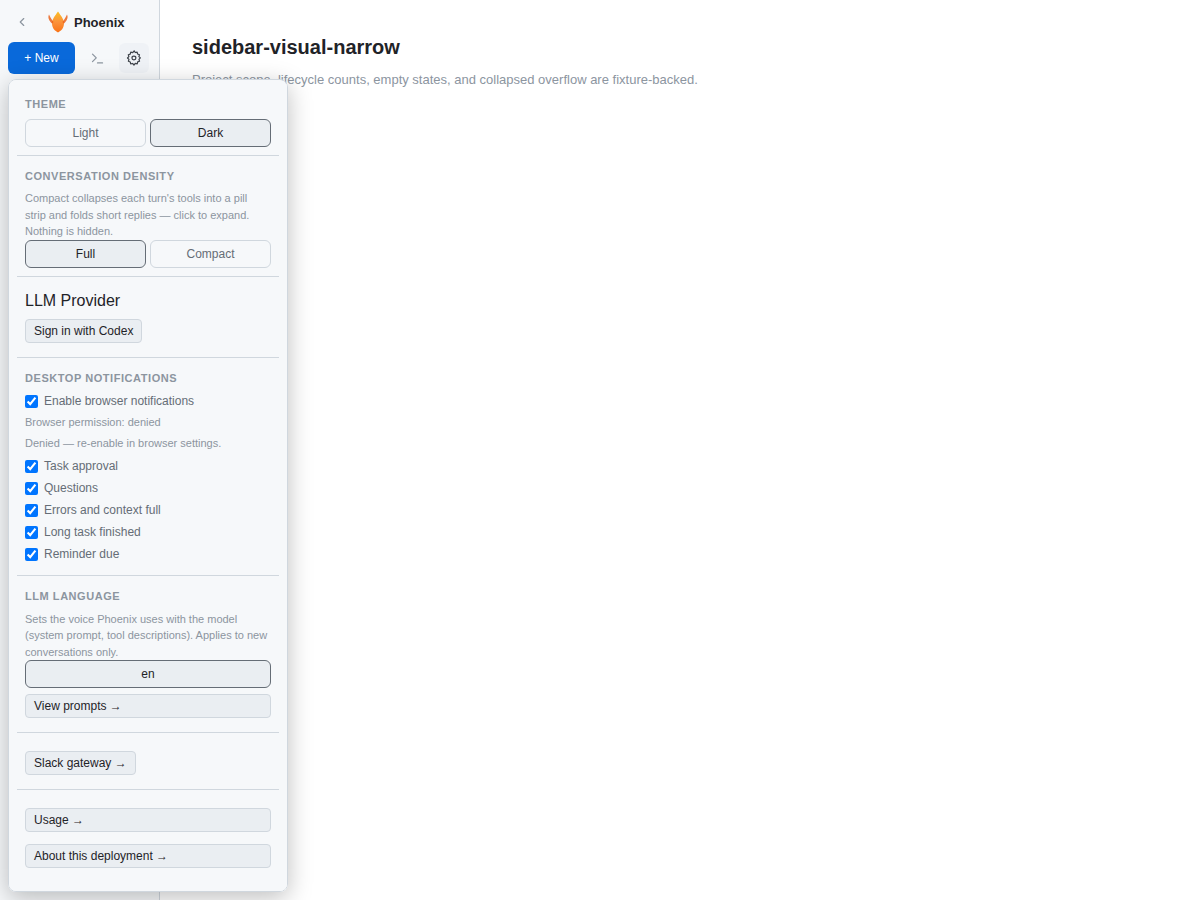 Phoenix
+ New
sidebar-visual-narrow
lifecycle counts, empty states, and collapsed overflow are fixture-backed.
THEME
Light
Dark
CONVERSATION DENSITY
Compact collapses each turn's tools into a pill
strip and folds short replies — click to expand.
Nothing is hidden.
Full
Compact
LLM Provider
Sign in with Codex
DESKTOP NOTIFICATIONS
Enable browser notifications
Browser permission: denied
Denied — re-enable in browser settings.
Task approval
Questions
Errors and context full
Long task finished
Reminder due
LLM LANGUAGE
Sets the voice Phoenix uses with the model
(system prompt, tool descriptions). Applies to new
conversations only.
en
View prompts →
Slack gateway →
Usage →
About this deployment →